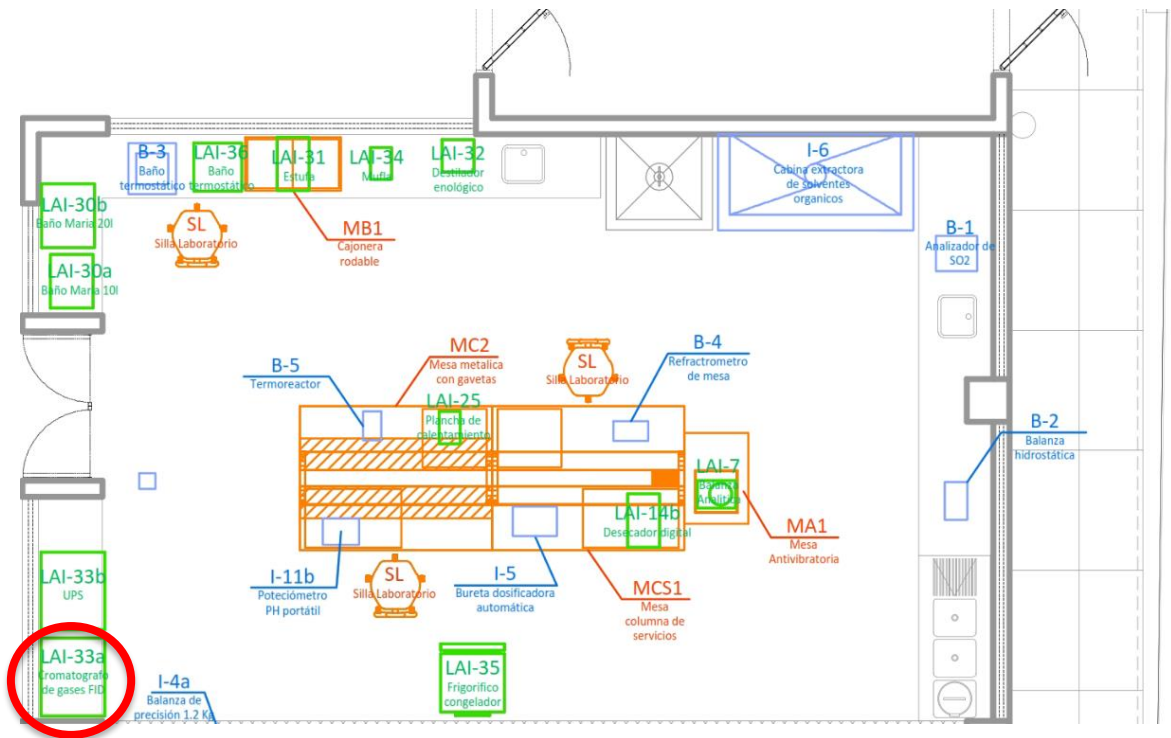 B-3
Baño
termostático
LAI-36
Baño
termostático
LAI-31
Estufa
LAI-34
Mufla
LAI-32
Destilador
enológico
I-6
Cabina extractora
de solventes
organicos
LAI-30b
Baño Maria 20l
SL
Silla Laboratorio
MB1
Cajonera
rodable
B-1
Analizador de
SO2
LAI-30a
Baño Maria 10l
B-5
Termoreactor
MC2
Mesa metalica
con gavetas
SL
Silla Laboratorio
B-4
Refractrometro
de mesa
LAI-25
Plancha de
calentamiento
B-2
Balanza
hidrostática
LAI-7
Balanza
Analitica
LAI-14b
Desecador digital
MA1
Mesa
Antivibratoria
LAI-33b
UPS
I-11b
Poteciómetro
PH portátil
SL
Silla Laboratorio
I-5
Bureta dosificadora
automática
MCS1
Mesa
columna de
servicios
LAI-33a
Cromatografo
de gases FID
I-4a
Balanza de
precisión 1.2 Kg
LAI-35
Frigorifico
congelador